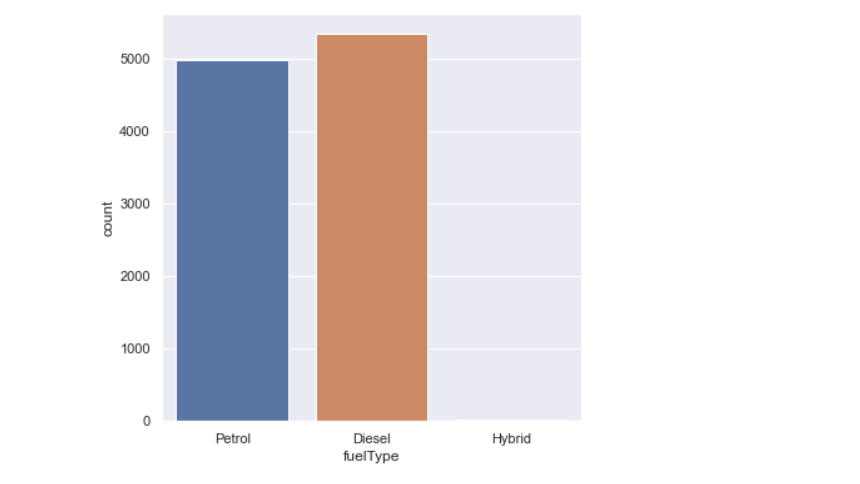 5000
4000
3000
2000
1000
0
count
Petrol
Diesel
Hybrid
fuelType